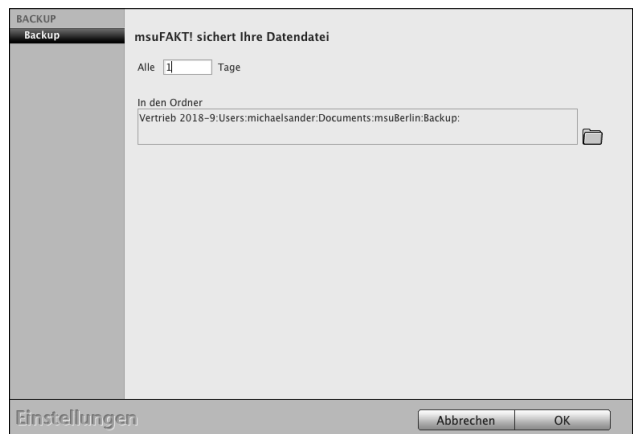 BACKUP
Backup
msuFAKT! sichert Ihre Datendatei
Alle 1 Tage
In den Ordner
Vertrieb 2018-9:Users:michaelsander:Documents:msuBerlin:Backup:
Einstellungen
Abbrechen OK